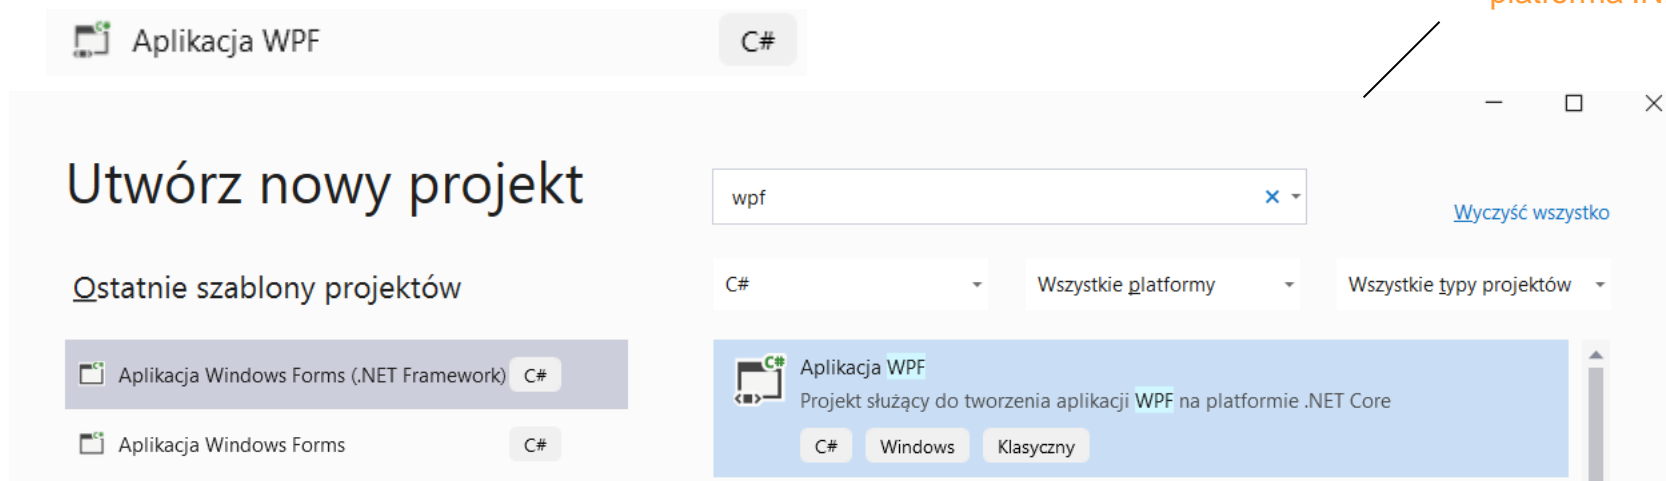 platforma .N
Aplikacja WPF C#
Utwórz nowy projekt
wpf
Wyczyść wszystko
Ostatnie szablony projektów
C# Wszystkie platformy Wszystkie typy projektów
Aplikacja Windows Forms (.NET Framework) C#
Aplikacja Windows Forms C#
Aplikacja WPF
Projekt służący do tworzenia aplikacji WPF na platformie .NET Core
C# Windows Klasyczny